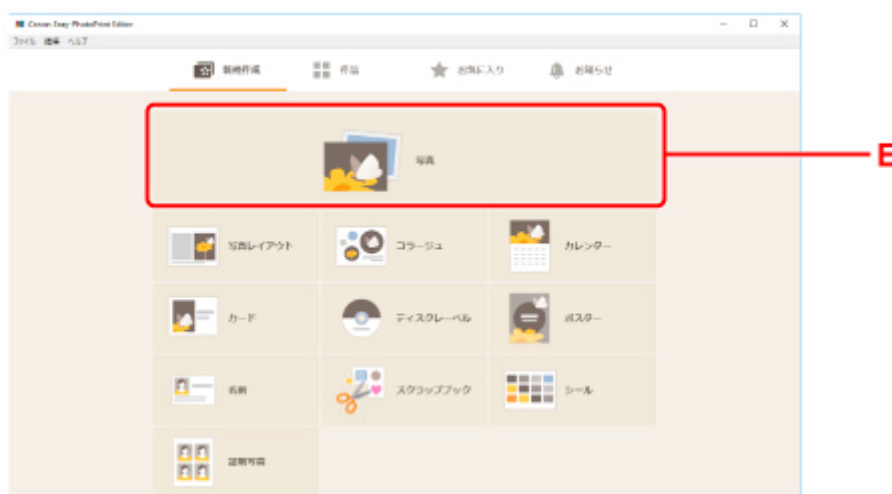 Canon Easy-PhotoPrint Editor
ファイル 編集 ヘルプ
新規作成 作品 お気に入り お知らせ
写真
E
写真レイアウト コラージュ カレンダー
カード ディスクレーベル ポスター
名刺 スクラップブック シール
証明写真